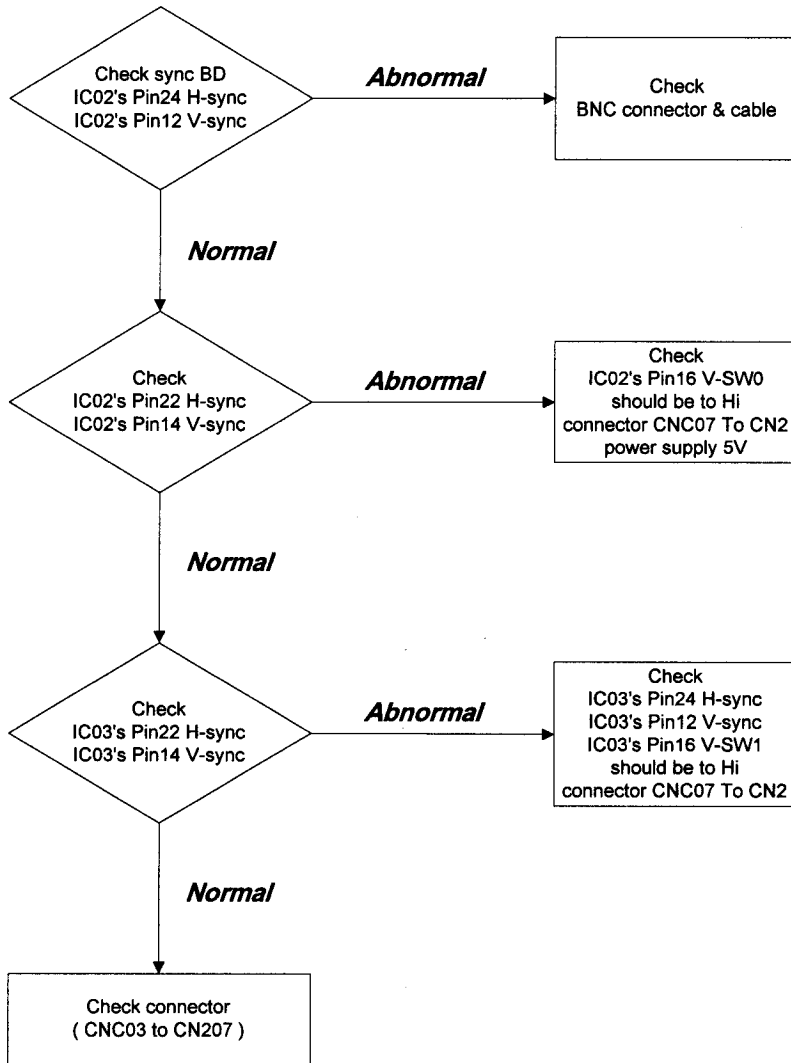 Check sync BD
IC02's Pin24 H-sync
IC02's Pin12 V-sync
Abnormal
Check
BNC connector & cable
Normal
Check
IC02's Pin22 H-sync
IC02's Pin14 V-sync
Abnormal
Check
IC02's Pin16 V-SW0
should be to Hi
connector CNC07 To CN2
power supply 5V
Normal
Check
IC03's Pin22 H-sync
IC03's Pin14 V-sync
Abnormal
Check
IC03's Pin24 H-sync
IC03's Pin12 V-sync
IC03's Pin16 V-SW1
should be to Hi
connector CNC07 To CN2
Normal
Check connector
( CNC03 to CN207 )